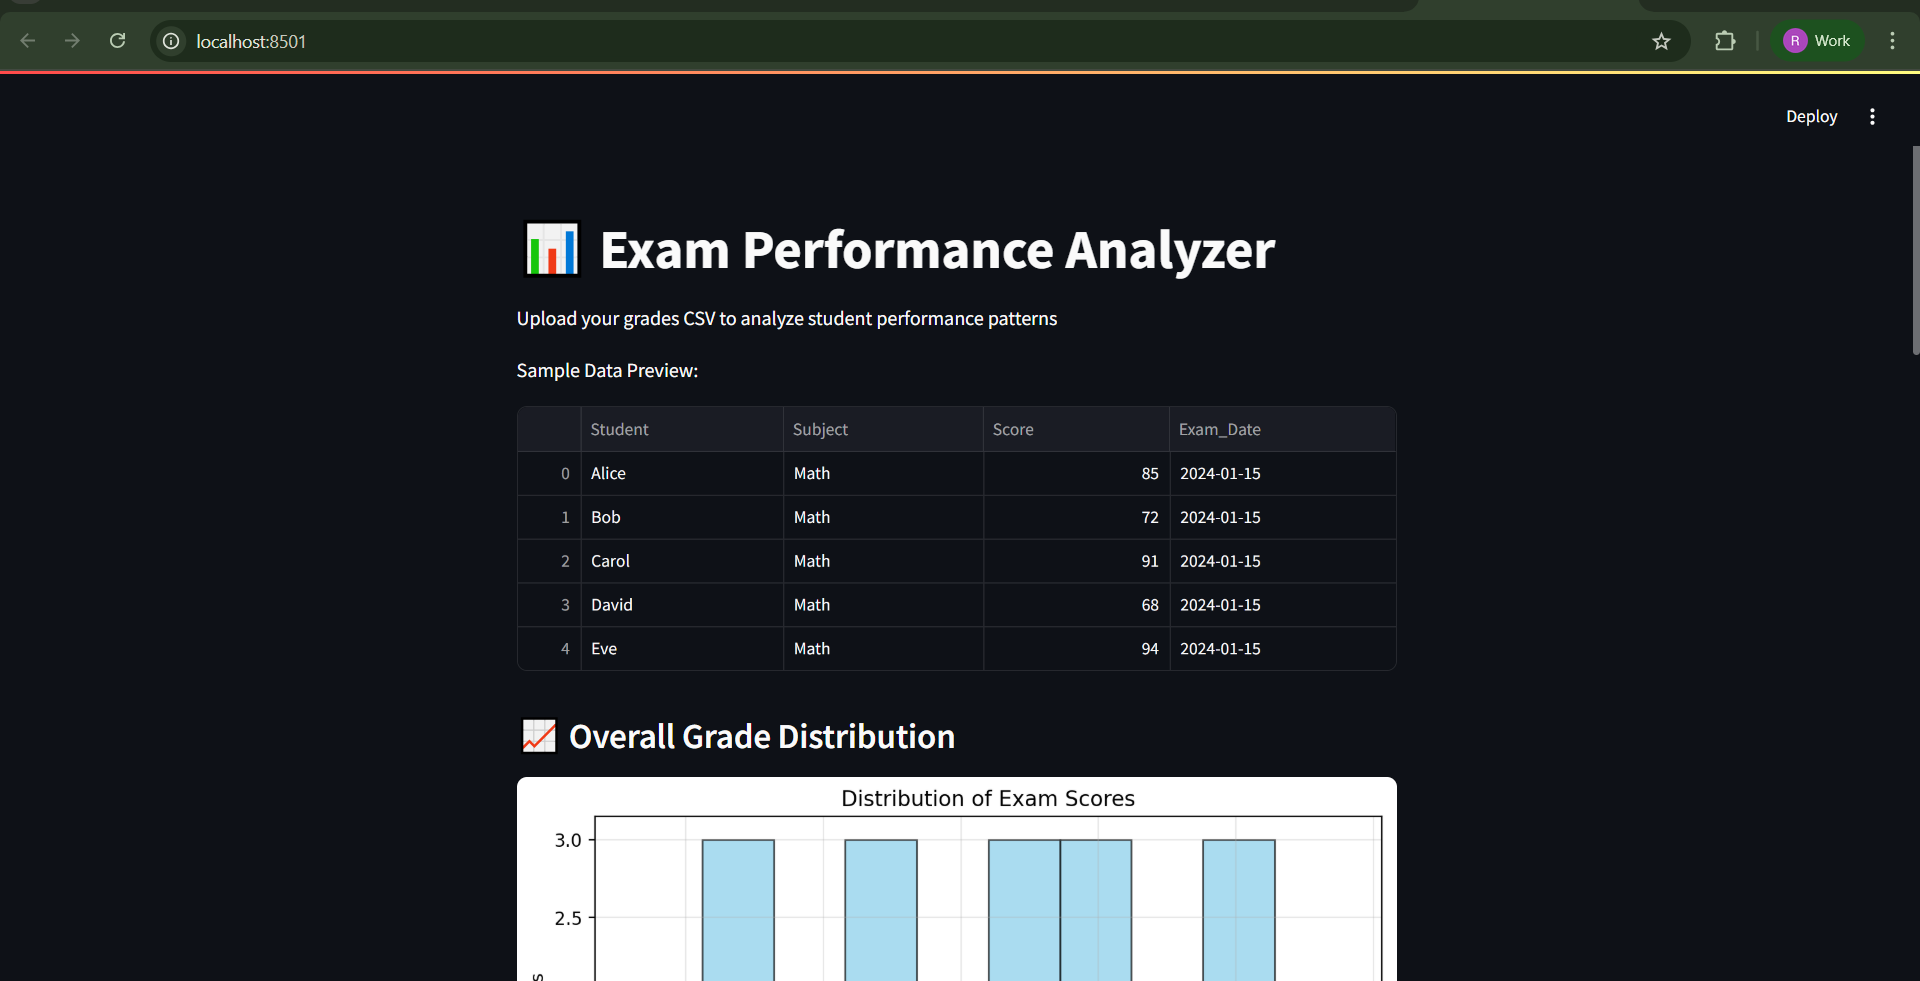 localhost:8501
R Work
Deploy
Exam Performance Analyzer
Upload your grades CSV to analyze student performance patterns
Sample Data Preview:
Student Subject Score Exam_Date
0 Alice Math 85 2024-01-15
1 Bob Math 72 2024-01-15
2 Carol Math 91 2024-01-15
3 David Math 68 2024-01-15
4 Eve Math 94 2024-01-15
Overall Grade Distribution
Distribution of Exam Scores
3.0
2.5